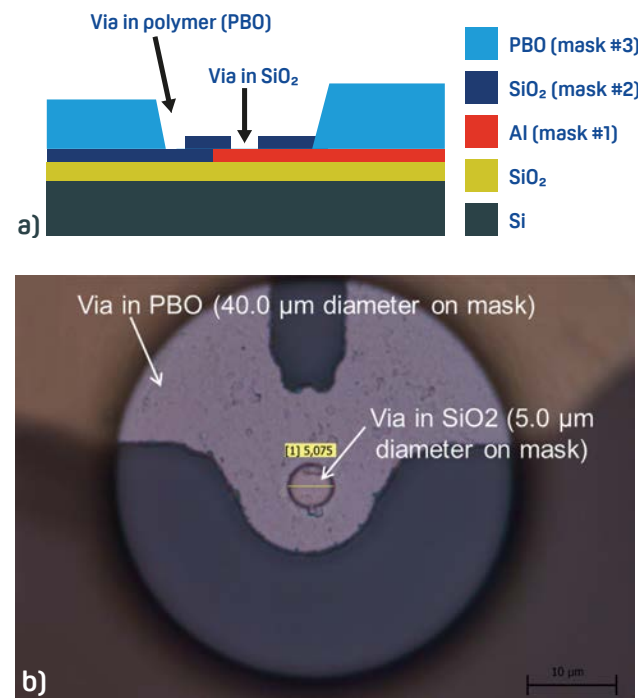 Via in polymer (PBO)
Via in SiO₂
PBO (mask #3)
SiO₂ (mask #2)
Al (mask #1)
SiO₂
Si
a)
Via in PBO (40.0 μm diameter on mask)
Via in SiO2 (5.0 μm
diameter on mask)
[1] 5,075
10 μm
b)